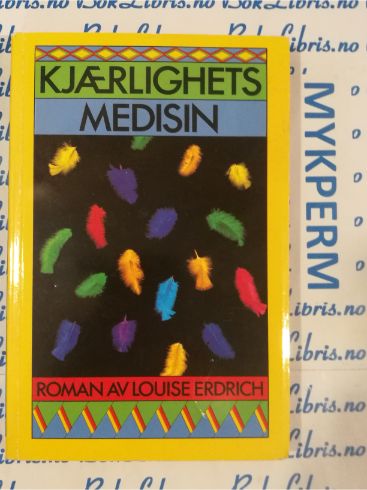 KJÆRLIGHETS
MEDISIN
ROMAN AV LOUISE ERDRICH
MYKPERM
BokLibris.no